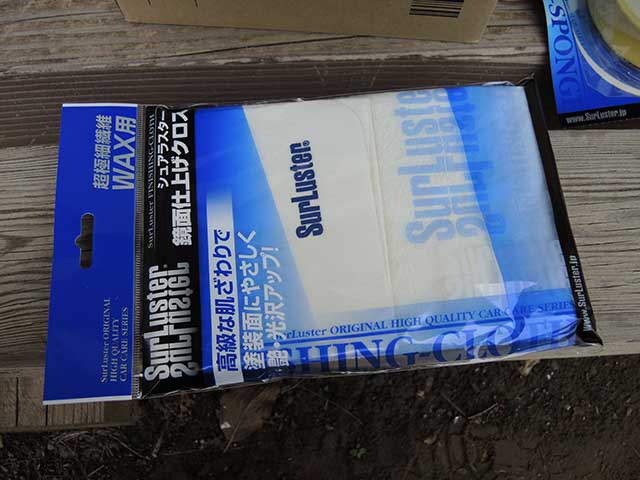 超極細繊維
WAX用
SurLuster ORIGINAL
HIGH QUALITY
CAR CARE SERIES
SurLuster FINISHING-CLOTH
シュアラスター
鏡面仕上げクロス
SurLuster®
高級な肌ざわりで
塗装面にやさしく
艶・光沢アップ!
SurLuster®
SurLuster
SurLuster ORIGINAL HIGH QUALITY CAR CARE SERIES
SHING-CLOTH
www.SurLuster.jp
SPONG
www.SurLuster.jp